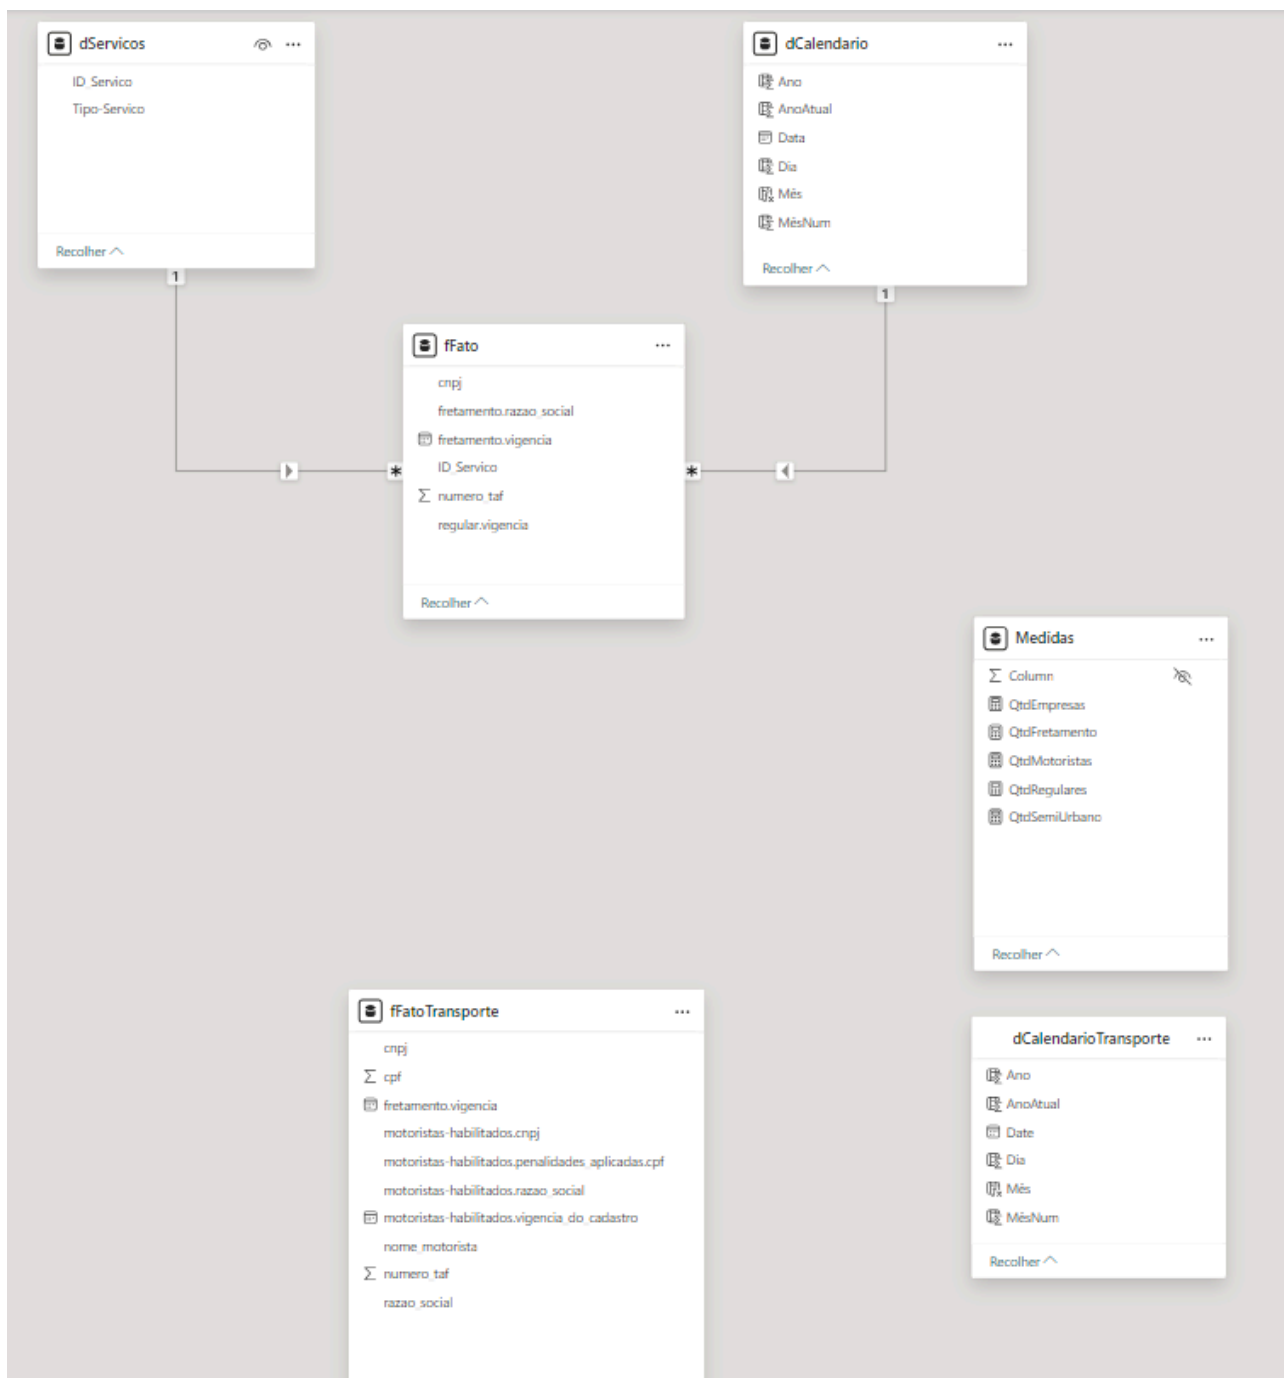 dServicos
ID_Servico
Tipo-Servico
Recolher
dCalendario
Ano
AnoAtual
Data
Dia
Mês
MêsNum
Recolher
1
1
fFato
cnpj
fretamento.razao_social
fretamento.vigencia
ID_Servico
numero_taf
regular.vigencia
Recolher
*
*
Medidas
Column
QtdEmpresas
QtdFretamento
QtdMotoristas
QtdRegulares
QtdSemiUrbano
Recolher
fFatoTransporte
cnpj
cpf
fretamento.vigencia
motoristas-habilitados.cnpj
motoristas-habilitados.penalidades_aplicadas.cpf
motoristas-habilitados.razao_social
motoristas-habilitados.vigencia_do_cadastro
nome_motorista
numero_taf
razao_social
dCalendarioTransporte
Ano
AnoAtual
Date
Dia
Mês
MêsNum
Recolher